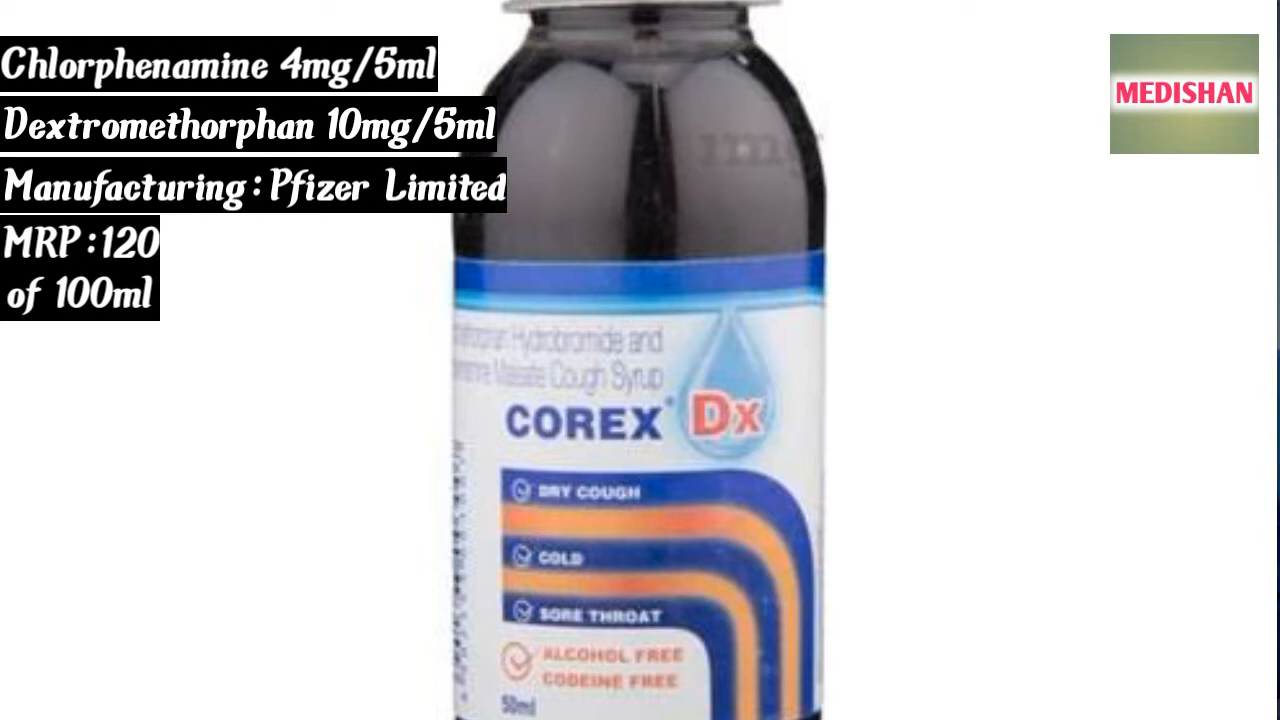 Chlorphenamine 4mg/5ml
Dextromethorphan 10mg/5ml
Manufacturing : Pfizer Limited
MRP : 120
of 100ml
MEDISHAN
Hydrobromide and
Maleate Cough Syrup
COREX® Dx
DRY COUGH
COLD
SORE THROAT
ALCOHOL FREE
CODEINE FREE
50ml